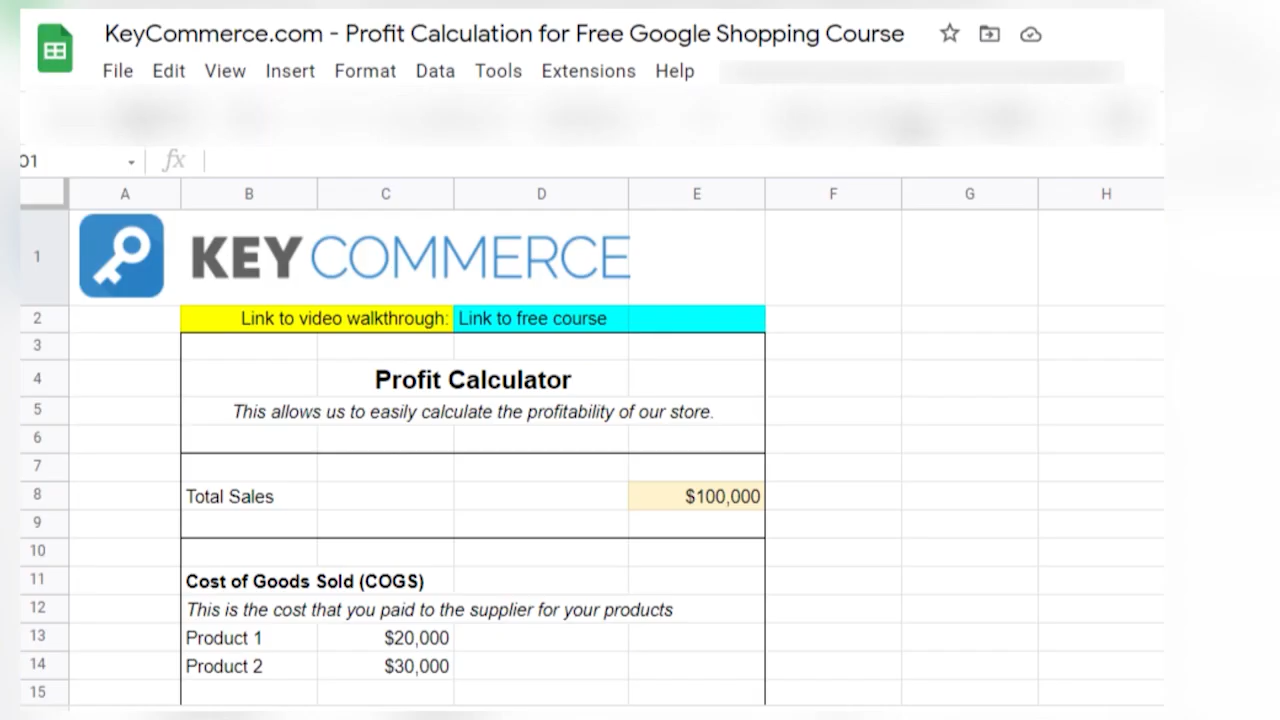 KeyCommerce.com - Profit Calculation for Free Google Shopping Course
File Edit View Insert Format Data Tools Extensions Help
01 fx
A B C D E F G H
1 KEY COMMERCE
2 Link to video walkthrough: Link to free course
3
4 Profit Calculator
5 This allows us to easily calculate the profitability of our store.
6
7
8 Total Sales $100,000
9
10
11 Cost of Goods Sold (COGS)
12 This is the cost that you paid to the supplier for your products
13 Product 1 $20,000
14 Product 2 $30,000
15